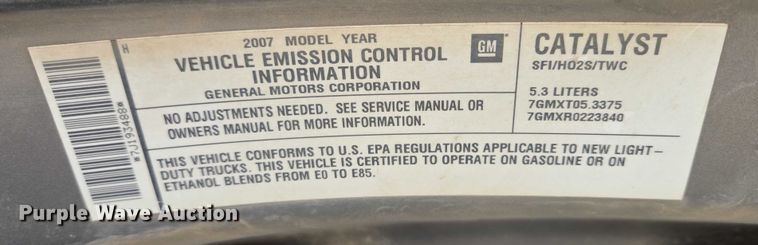 H
2007 MODEL YEAR
VEHICLE EMISSION CONTROL
INFORMATION
GENERAL MOTORS CORPORATION
GM
CATALYST
SFI/HO2S/TWC
NO ADJUSTMENTS NEEDED. SEE SERVICE MANUAL OR
OWNERS MANUAL FOR MORE INFORMATION.
5.3 LITERS
7GMXT05.3375
7GMXR0223840
THIS VEHICLE CONFORMS TO U.S. EPA REGULATIONS APPLICABLE TO NEW LIGHT-
DUTY TRUCKS. THIS VEHICLE IS CERTIFIED TO OPERATE ON GASOLINE OR ON
ETHANOL BLENDS FROM E0 TO E85.
*7J193488*
Purple Wave Auction